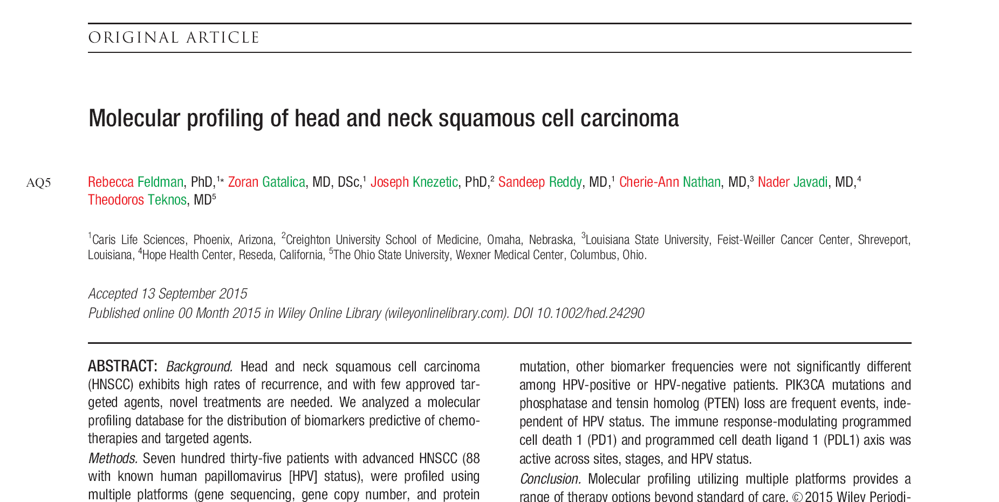 ORIGINAL ARTICLE
Molecular profiling of head and neck squamous cell carcinoma
AQ5
Rebecca Feldman, PhD,1* Zoran Gatalica, MD, DSc,1 Joseph Knezetic, PhD,2 Sandeep Reddy, MD,1 Cherie-Ann Nathan, MD,3 Nader Javadi, MD,4
Theodoros Teknos, MD5
1Caris Life Sciences, Phoenix, Arizona, 2Creighton University School of Medicine, Omaha, Nebraska, 3Louisiana State University, Feist-Weiller Cancer Center, Shreveport,
Louisiana, 4Hope Health Center, Reseda, California, 5The Ohio State University, Wexner Medical Center, Columbus, Ohio.
Accepted 13 September 2015
Published online 00 Month 2015 in Wiley Online Library (wileyonlinelibrary.com). DOI 10.1002/hed.24290
ABSTRACT: Background. Head and neck squamous cell carcinoma
(HNSCC) exhibits high rates of recurrence, and with few approved tar-
geted agents, novel treatments are needed. We analyzed a molecular
profiling database for the distribution of biomarkers predictive of chemo-
therapies and targeted agents.
Methods. Seven hundred thirty-five patients with advanced HNSCC (88
with known human papillomavirus [HPV] status), were profiled using
multiple platforms (gene sequencing, gene copy number, and protein
mutation, other biomarker frequencies were not significantly different
among HPV-positive or HPV-negative patients. PIK3CA mutations and
phosphatase and tensin homolog (PTEN) loss are frequent events, inde-
pendent of HPV status. The immune response-modulating programmed
cell death 1 (PD1) and programmed cell death ligand 1 (PDL1) axis was
active across sites, stages, and HPV status.
Conclusion. Molecular profiling utilizing multiple platforms provides a
range of therapy options beyond standard of care. © 2015 Wiley Periodi-